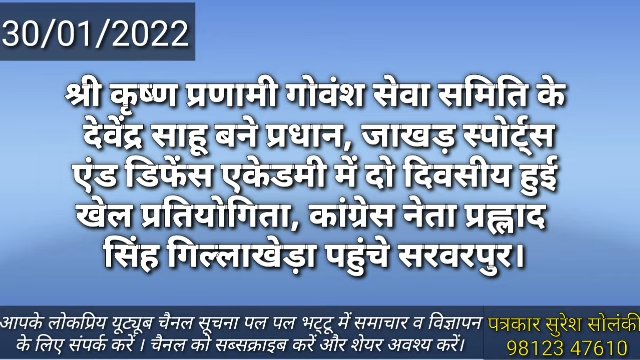 30/01/2022
श्री कृष्ण प्रणामी गोवंश सेवा समिति के
देवेंद्र साहू बने प्रधान, जाखड़ स्पोर्ट्स
एंड डिफेंस एकेडमी में दो दिवसीय हुई
खेल प्रतियोगिता, कांग्रेस नेता प्रह्लाद
सिंह गिल्लाखेड़ा पहुंचे सरवरपुर।
आपके लोकप्रिय यूट्यूब चैनल सूचना पल पल भट्टू में समाचार व विज्ञापन
के लिए संपर्क करें । चैनल को सब्सक्राइब करें और शेयर अवश्य करें।
पत्रकार सुरेश सोलंकी
98123 47610